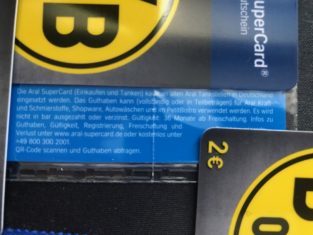 VB
SuperCard®
utschein
Die Aral SuperCard (Einkaufen und Tanken) kann an allen Aral Tankstellen in Deutschland
eingesetzt werden. Das Guthaben kann (vollständig oder in Teilbeträgen) für Aral Kraft-
und Schmierstoffe, Shopware, Autowäschen und im PetitBistro verwendet werden. Es wird
nicht in bar ausgezahlt oder verzinst. Gültigkeit: 36 Monate ab Freischaltung. Infos zu
Guthaben, Gültigkeit, Registrierung, Freischaltung und
Verlust unter www.aral-supercard.de oder kostenlos unter
+49 800 300 2001.
QR-Code scannen und Guthaben abfragen.
2€
0